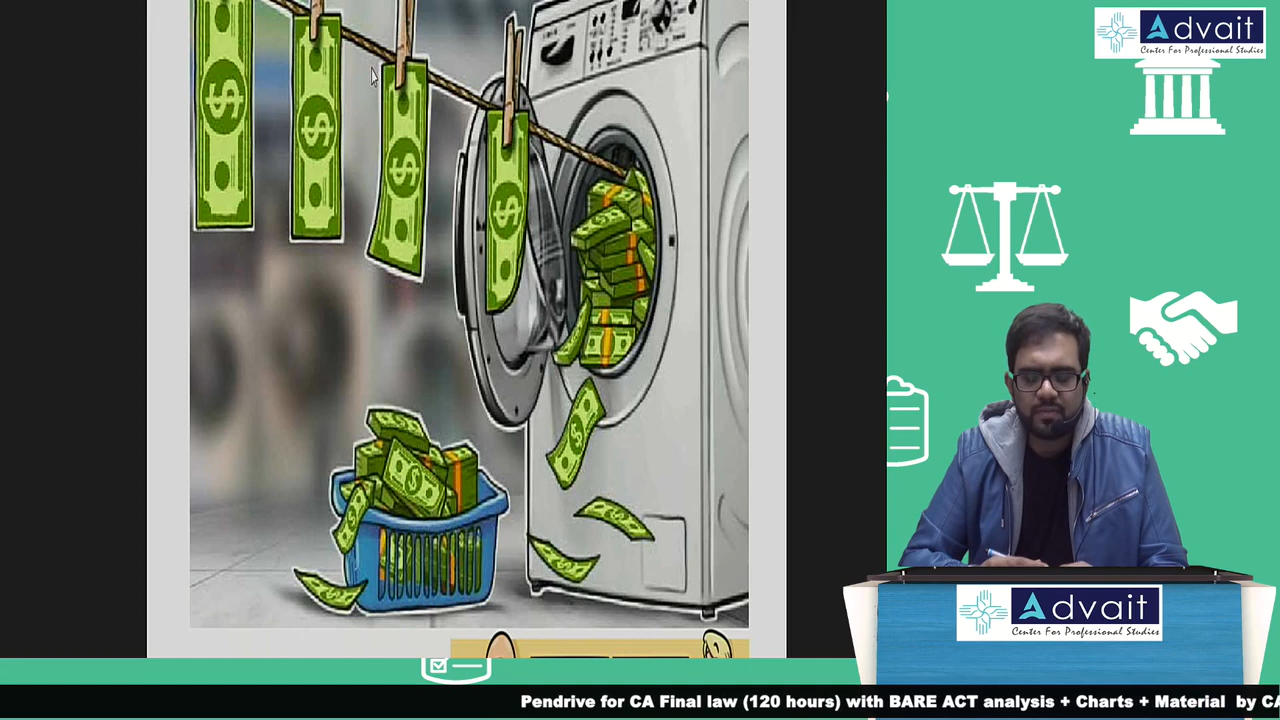 Advait
Center For Professional Studies
Advait
Center For Professional Studies
Pendrive for CA Final law (120 hours) with BARE ACT analysis + Charts + Material by CA